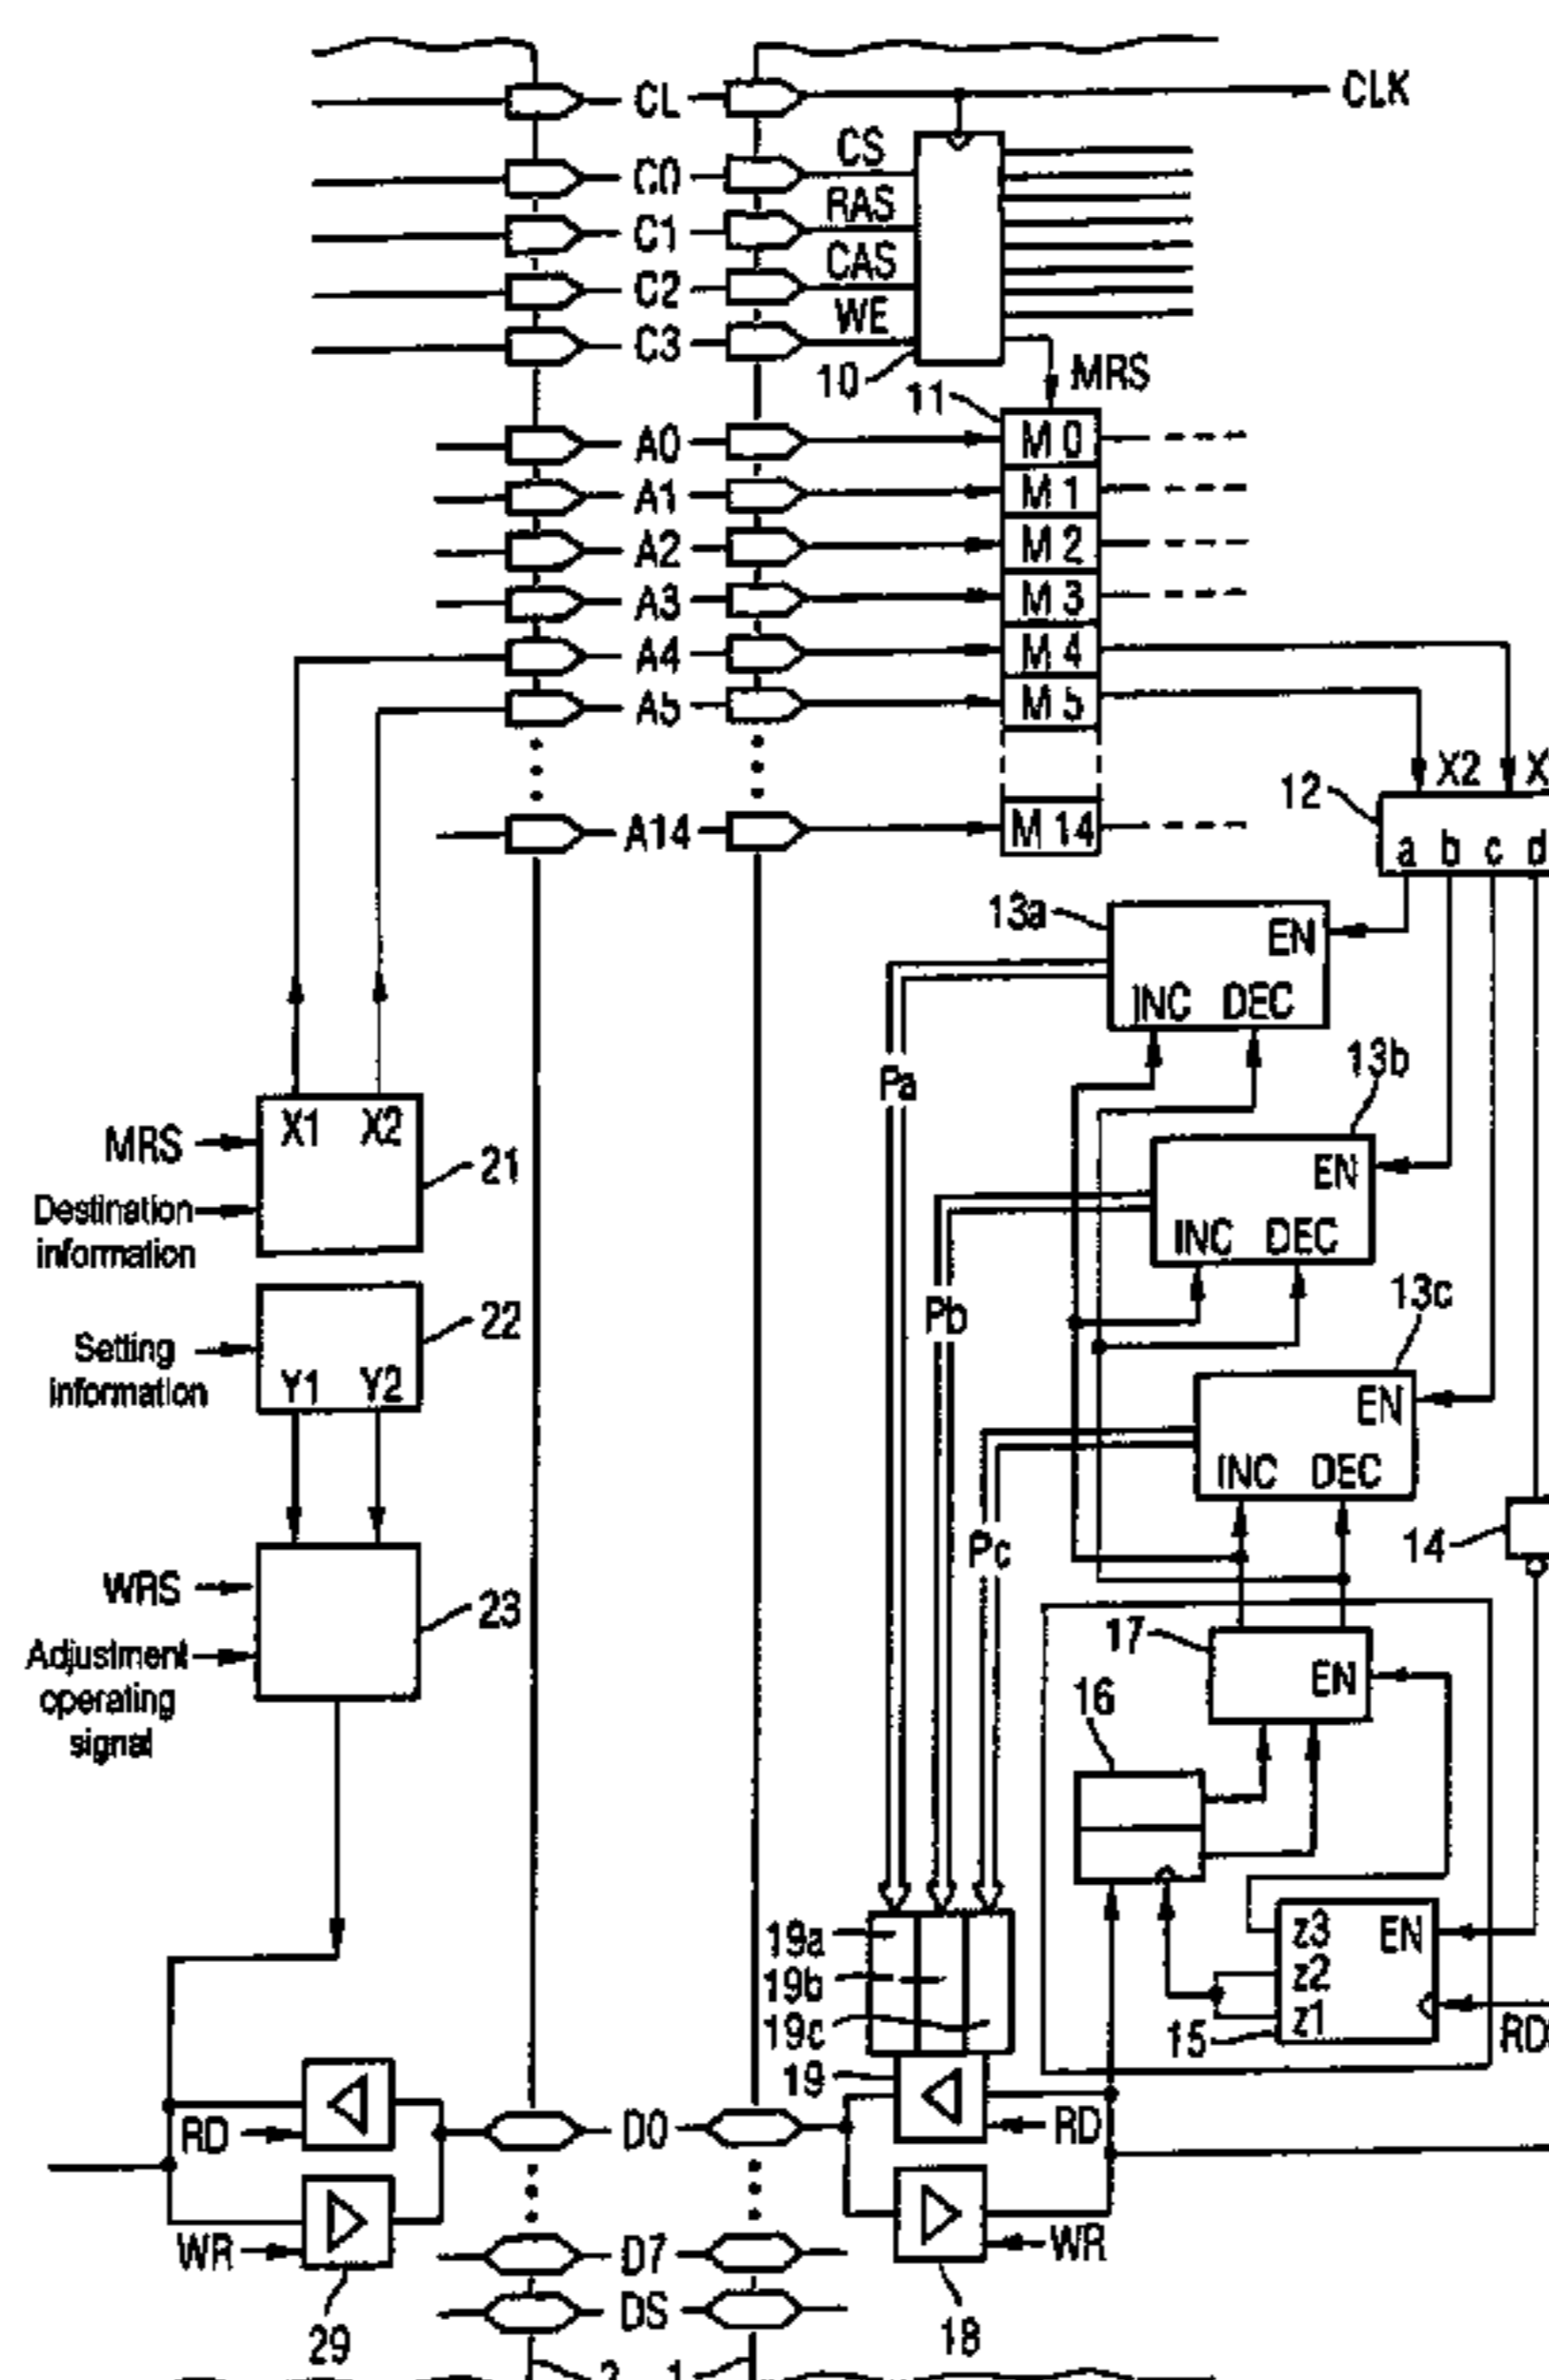 CL
CLK
C0
CS
C1
RAS
C2
CAS
C3
WE
10
MRS
11
A0
M 0
A1
M 1
A2
M 2
A3
M 3
A4
M 4
A5
M 5
X2
X
12
A14
M 14
a b c d
13a
EN
INC DEC
Pa
13b
X1 X2
MRS
21
EN
Destination
information
INC DEC
22
Pb
13c
Setting
information
Y1 Y2
EN
INC DEC
14
Pc
WRS
23
17
Adjustment
operating
signal
EN
16
19a
z3 EN
19b
z2
19c
z1
15
RD
19
RD
D0
RD
WR
D7
WR
DS
29
18
2
1